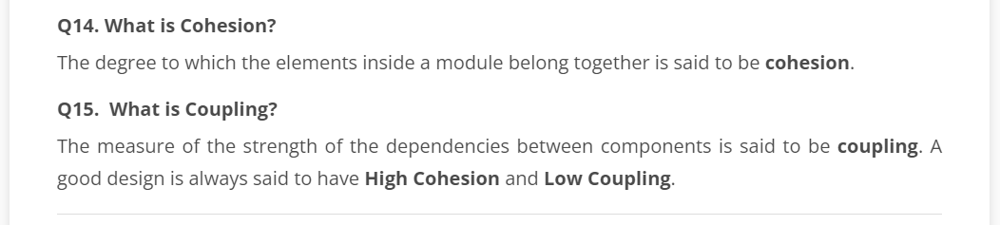 Q14. What is Cohesion?
The degree to which the elements inside a module belong together is said to be cohesion.
Q15.  What is Coupling?
The measure of the strength of the dependencies between components is said to be coupling. A
good design is always said to have High Cohesion and Low Coupling.